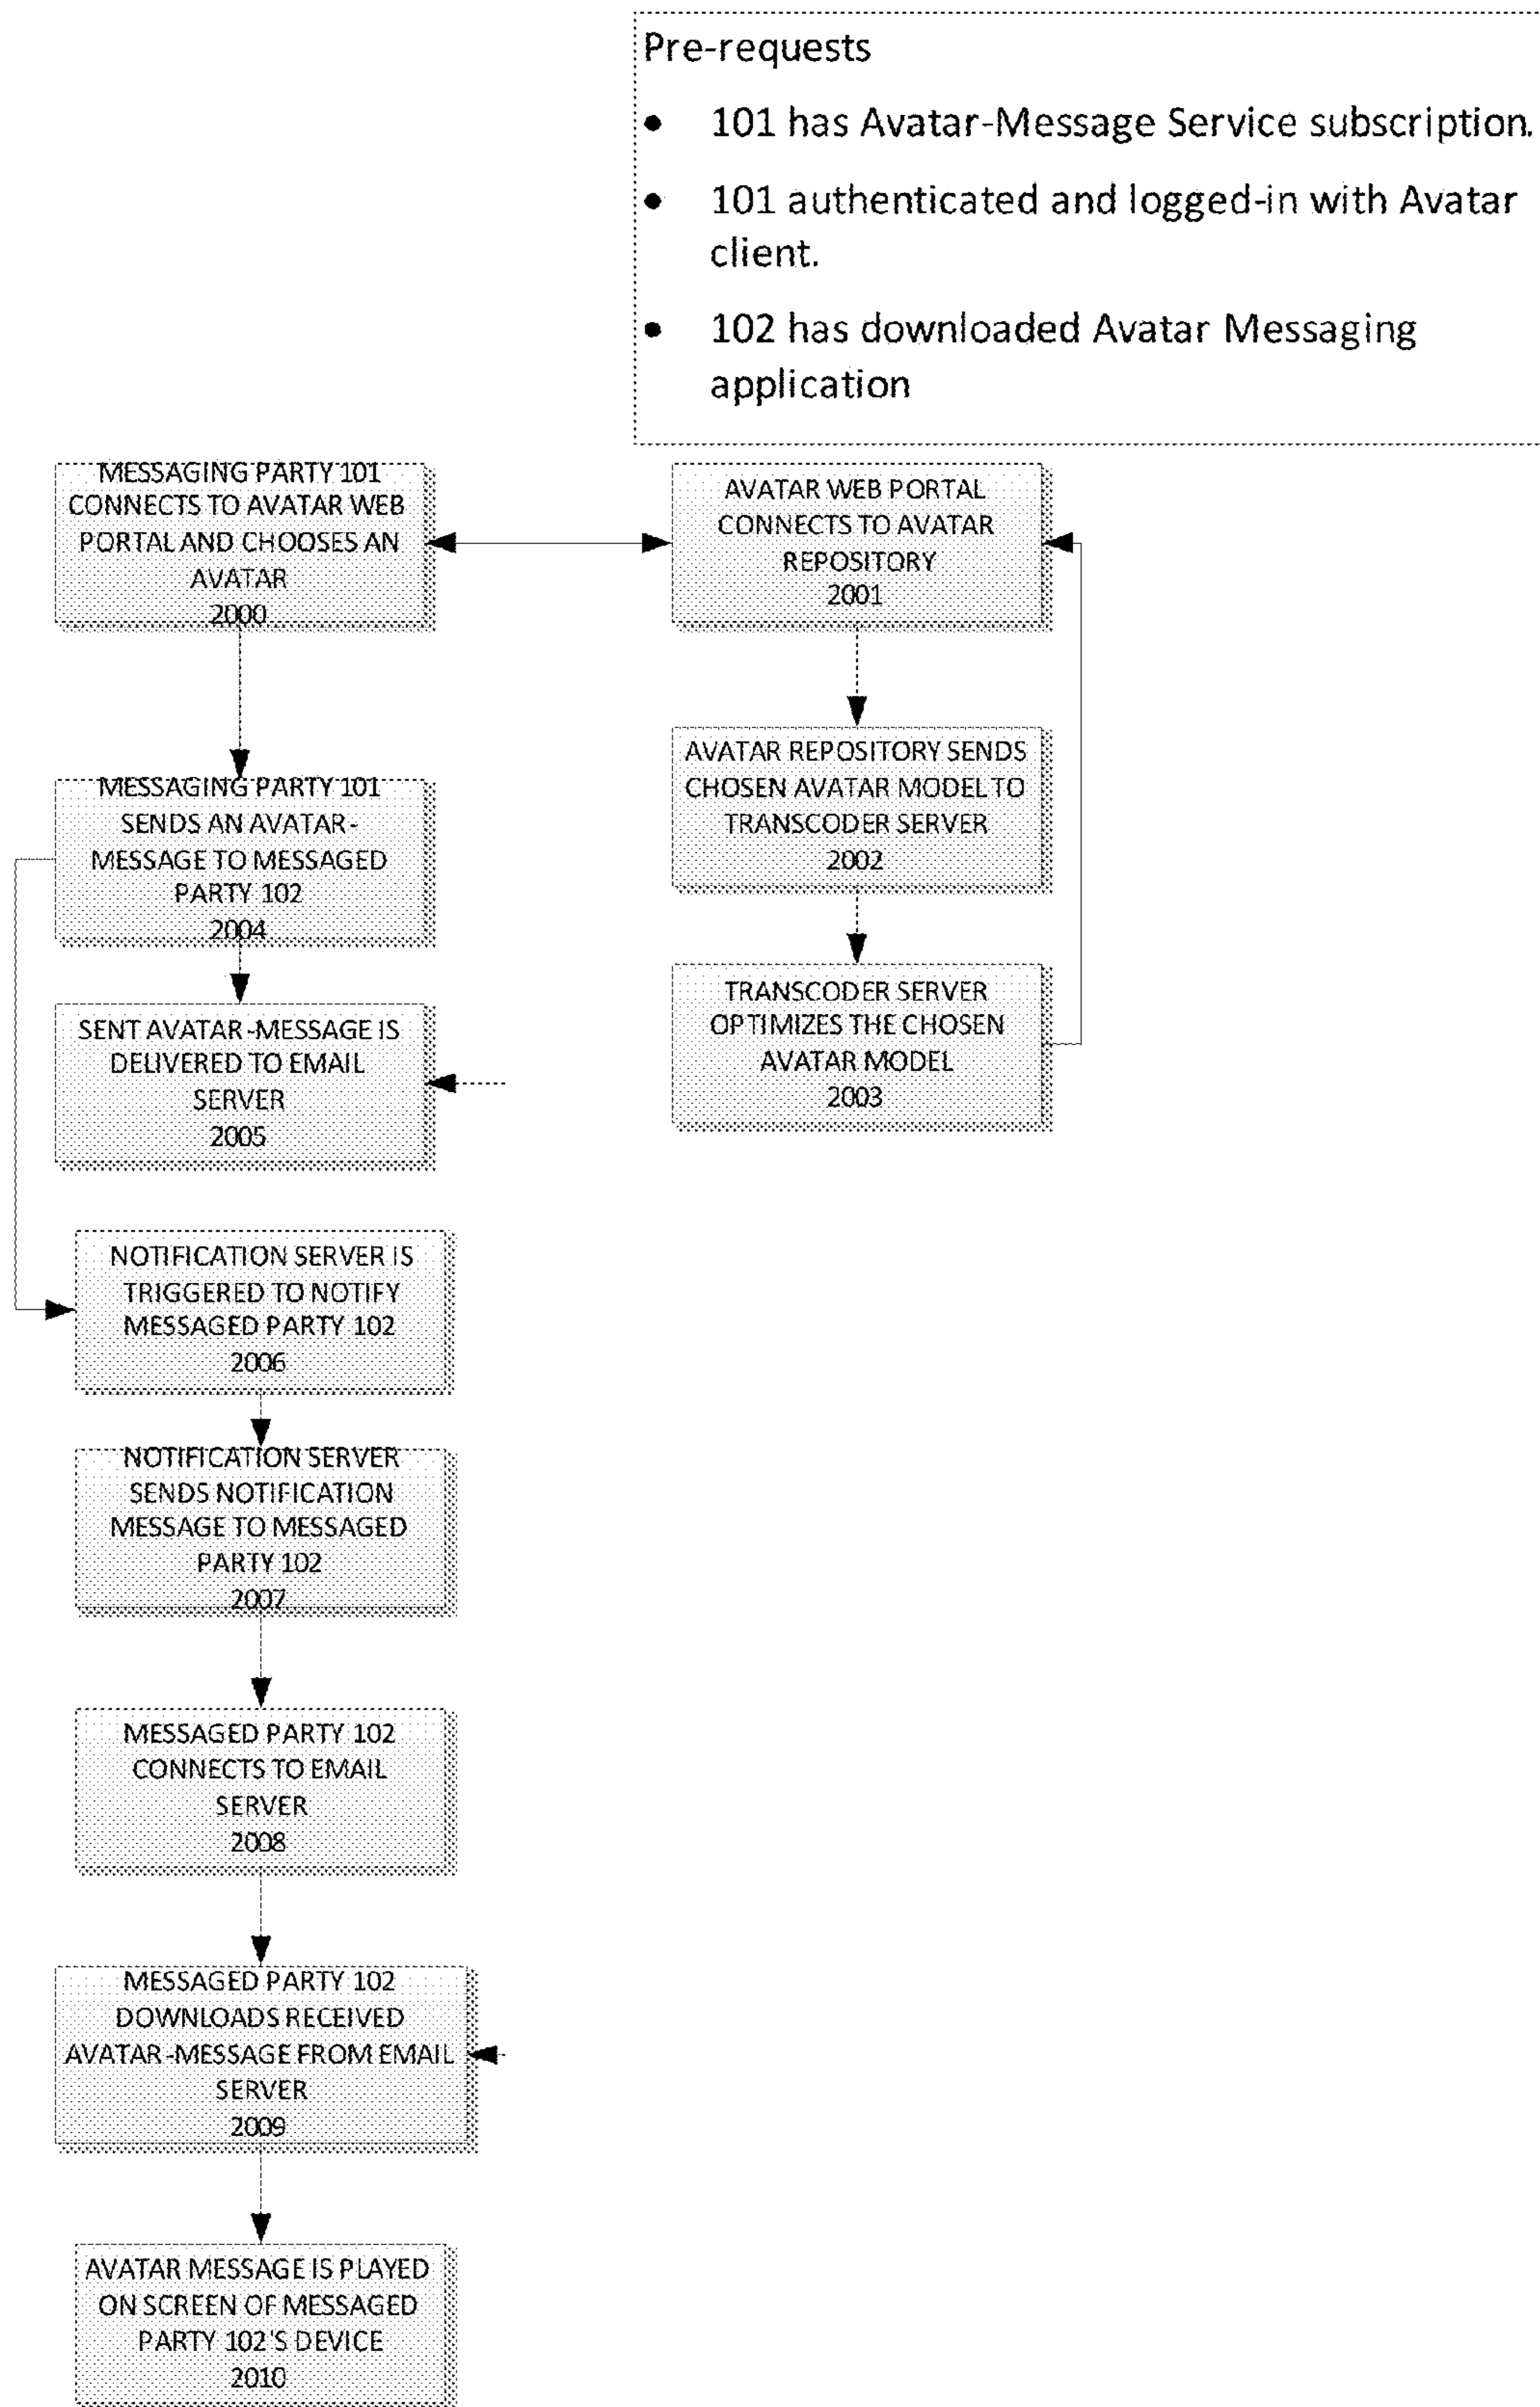 Pre-requests
• 101 has Avatar-Message Service subscription.
• 101 authenticated and logged-in with Avatar
client.
• 102 has downloaded Avatar Messaging
application
MESSAGING PARTY 101
CONNECTS TO AVATAR WEB
PORTAL AND CHOOSES AN
AVATAR
2000
AVATAR WEB PORTAL
CONNECTS TO AVATAR
REPOSITORY
2001
AVATAR REPOSITORY SENDS
CHOSEN AVATAR MODEL TO
TRANSCODER SERVER
2002
TRANSCODER SERVER
OPTIMIZES THE CHOSEN
AVATAR MODEL
2003
MESSAGING PARTY 101
SENDS AN AVATAR-
MESSAGE TO MESSAGED
PARTY 102
2004
SENT AVATAR-MESSAGE IS
DELIVERED TO EMAIL
SERVER
2005
NOTIFICATION SERVER IS
TRIGGERED TO NOTIFY
MESSAGED PARTY 102
2006
NOTIFICATION SERVER
SENDS NOTIFICATION
MESSAGE TO MESSAGED
PARTY 102
2007
MESSAGED PARTY 102
CONNECTS TO EMAIL
SERVER
2008
MESSAGED PARTY 102
DOWNLOADS RECEIVED
AVATAR-MESSAGE FROM EMAIL
SERVER
2009
AVATAR MESSAGE IS PLAYED
ON SCREEN OF MESSAGED
PARTY 102'S DEVICE
2010